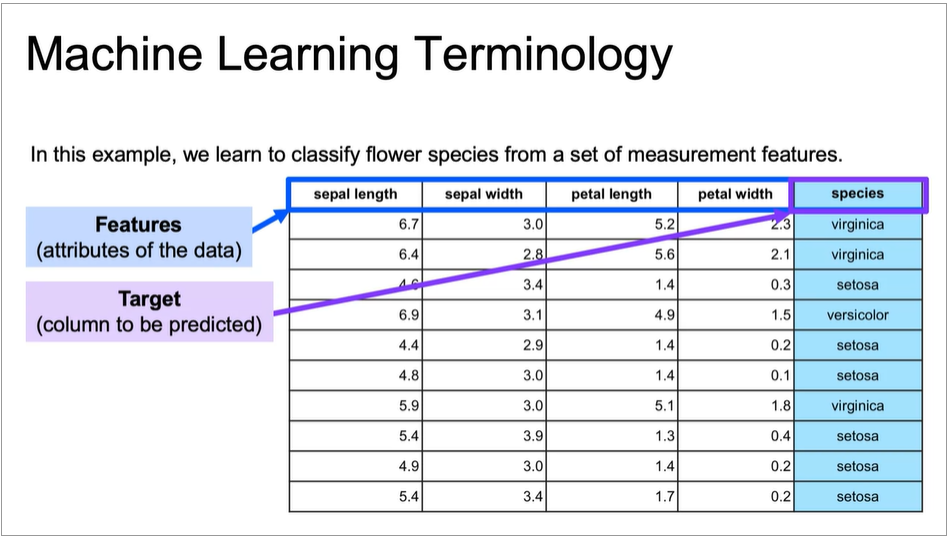 Machine Learning Terminology
In this example, we learn to classify flower species from a set of measurement features.
Features
(attributes of the data)
Target
(column to be predicted)
sepal length sepal width petal length petal width species
6.7 3.0 5.2 2.3 virginica
6.4 2.8 5.6 2.1 virginica
4.6 3.4 1.4 0.3 setosa
6.9 3.1 4.9 1.5 versicolor
4.4 2.9 1.4 0.2 setosa
4.8 3.0 1.4 0.1 setosa
5.9 3.0 5.1 1.8 virginica
5.4 3.9 1.3 0.4 setosa
4.9 3.0 1.4 0.2 setosa
5.4 3.4 1.7 0.2 setosa